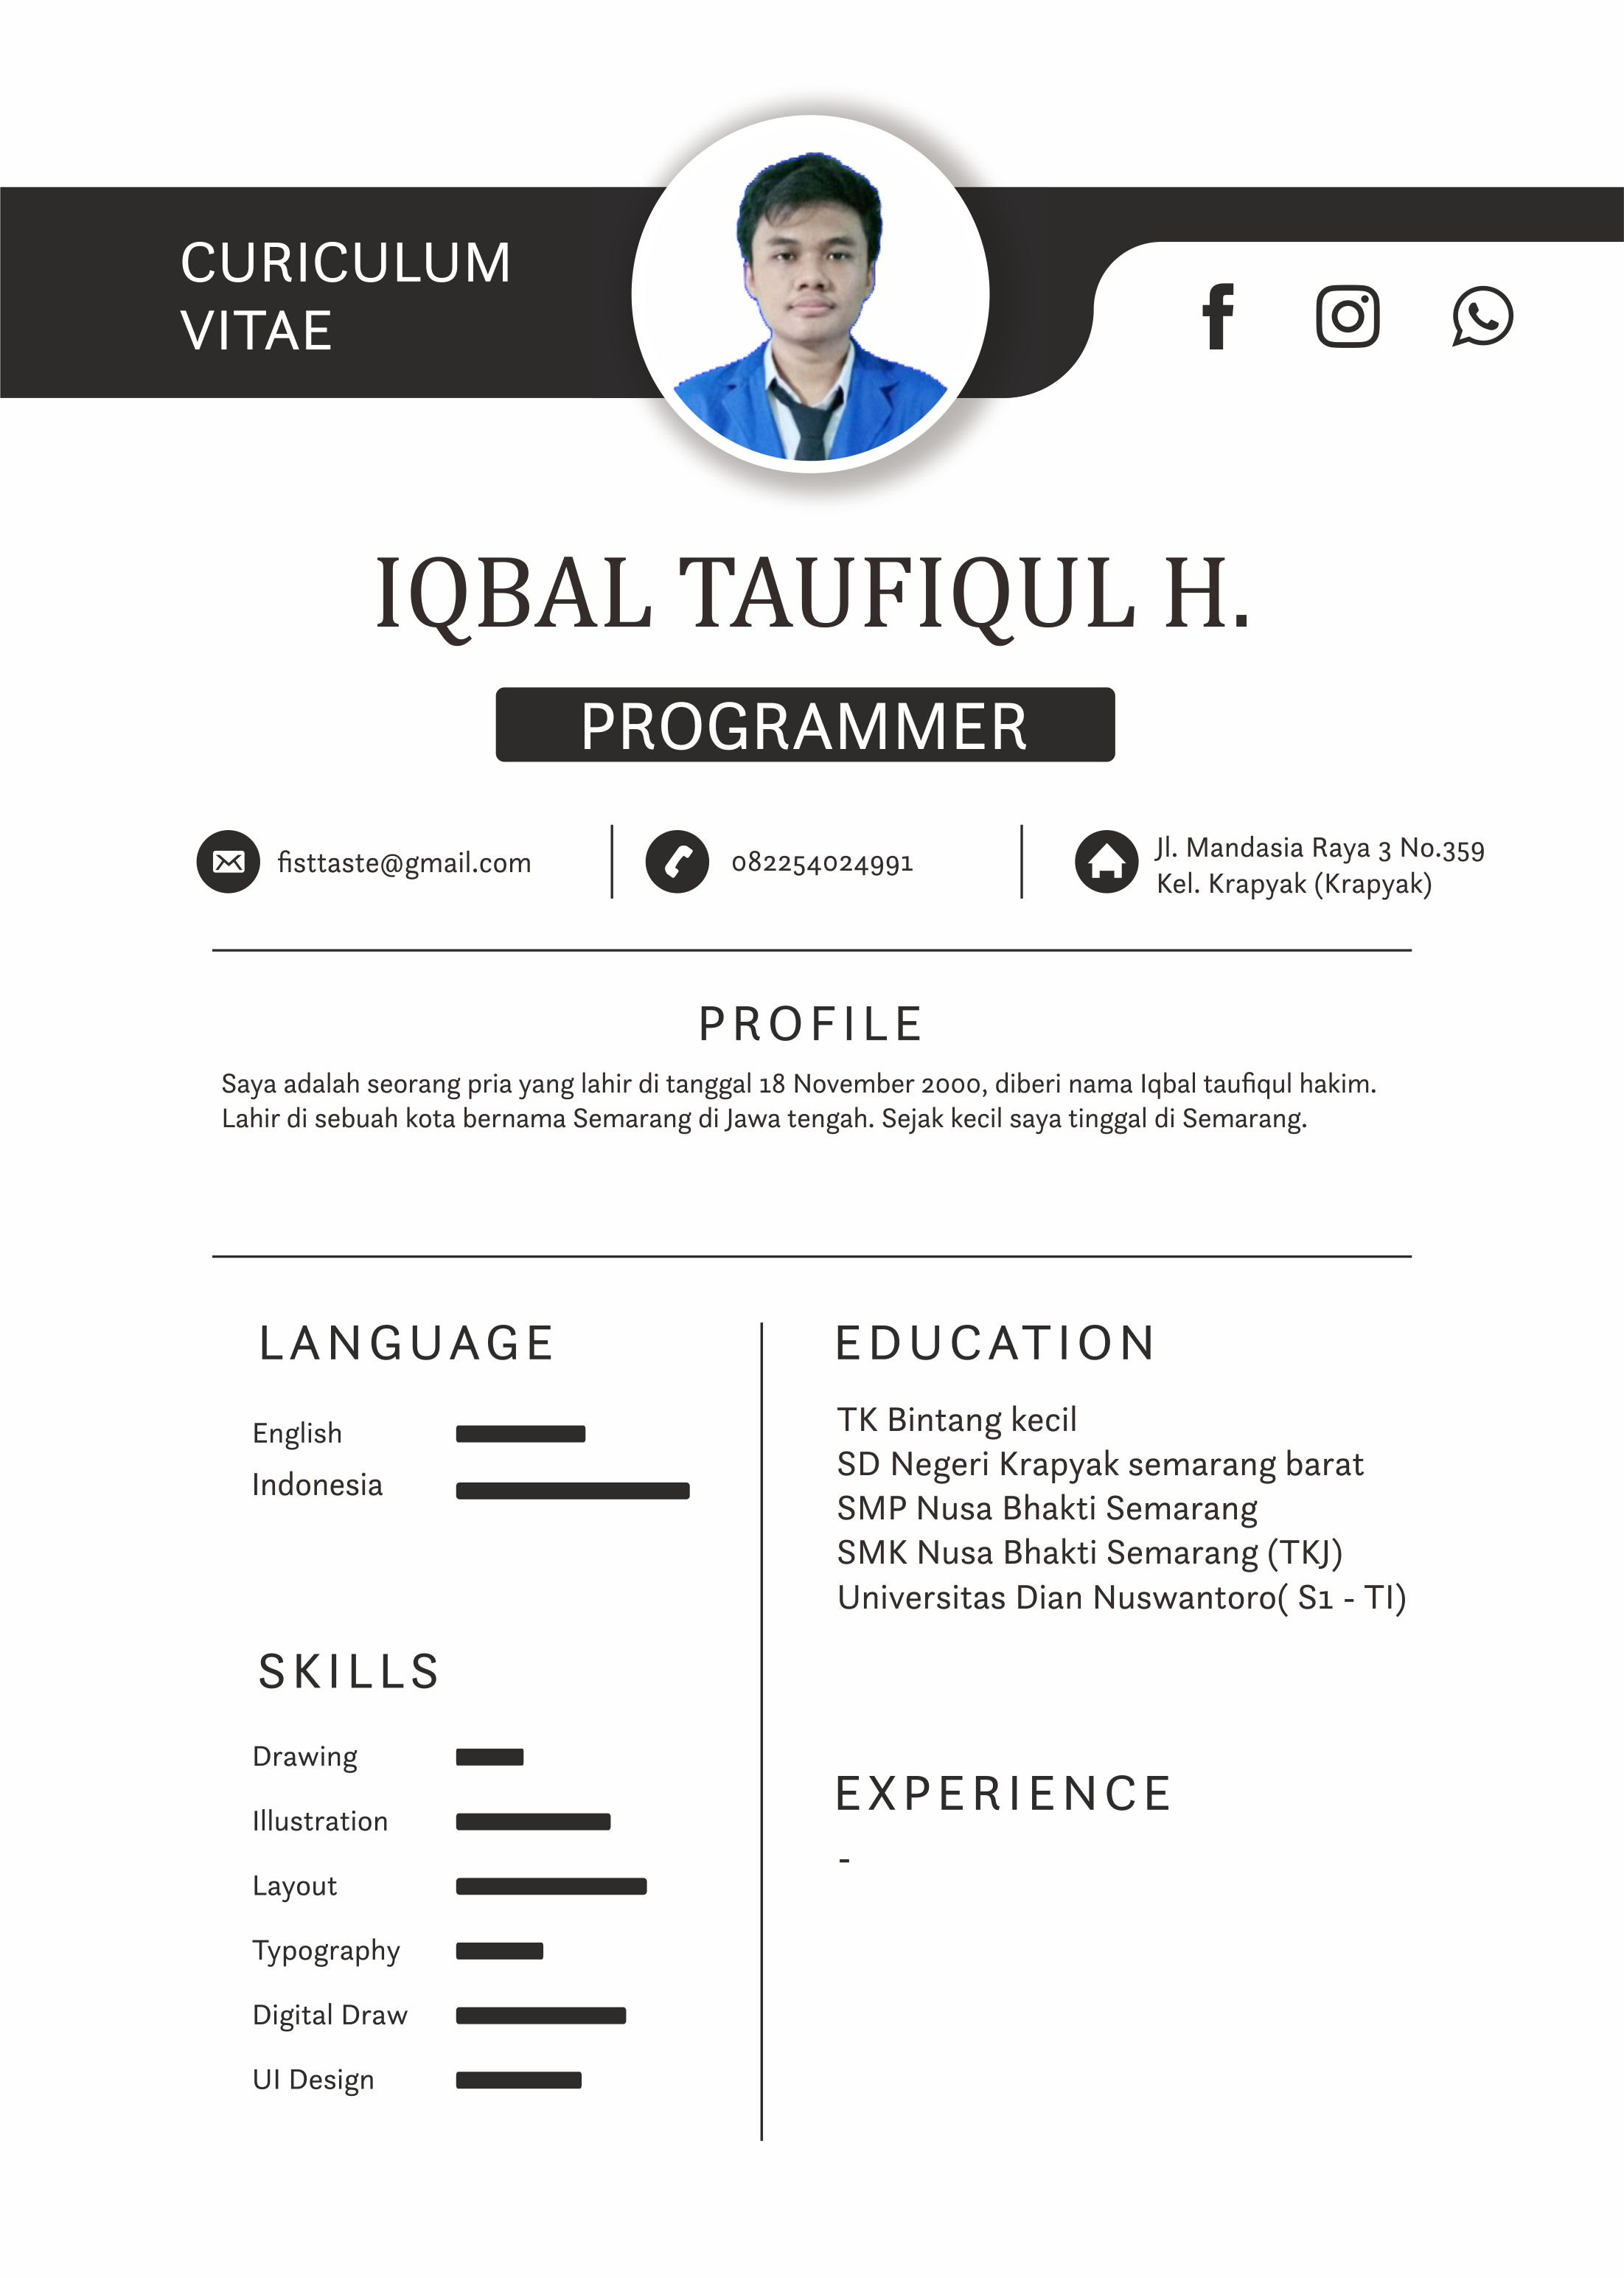 CURICULUM
VITAE
IQBAL TAUFIQUL H.
PROGRAMMER
fisttaste@gmail.com
082254024991
Jl. Mandasia Raya 3 No.359
Kel. Krapyak (Krapyak)
PROFILE
Saya adalah seorang pria yang lahir di tanggal 18 November 2000, diberi nama Iqbal taufiqul hakim.
Lahir di sebuah kota bernama Semarang di Jawa tengah. Sejak kecil saya tinggal di Semarang.
LANGUAGE
English
Indonesia
SKILLS
Drawing
Illustration
Layout
Typography
Digital Draw
UI Design
EDUCATION
TK Bintang kecil
SD Negeri Krapyak semarang barat
SMP Nusa Bhakti Semarang
SMK Nusa Bhakti Semarang (TKJ)
Universitas Dian Nuswantoro( S1 - TI)
EXPERIENCE
-